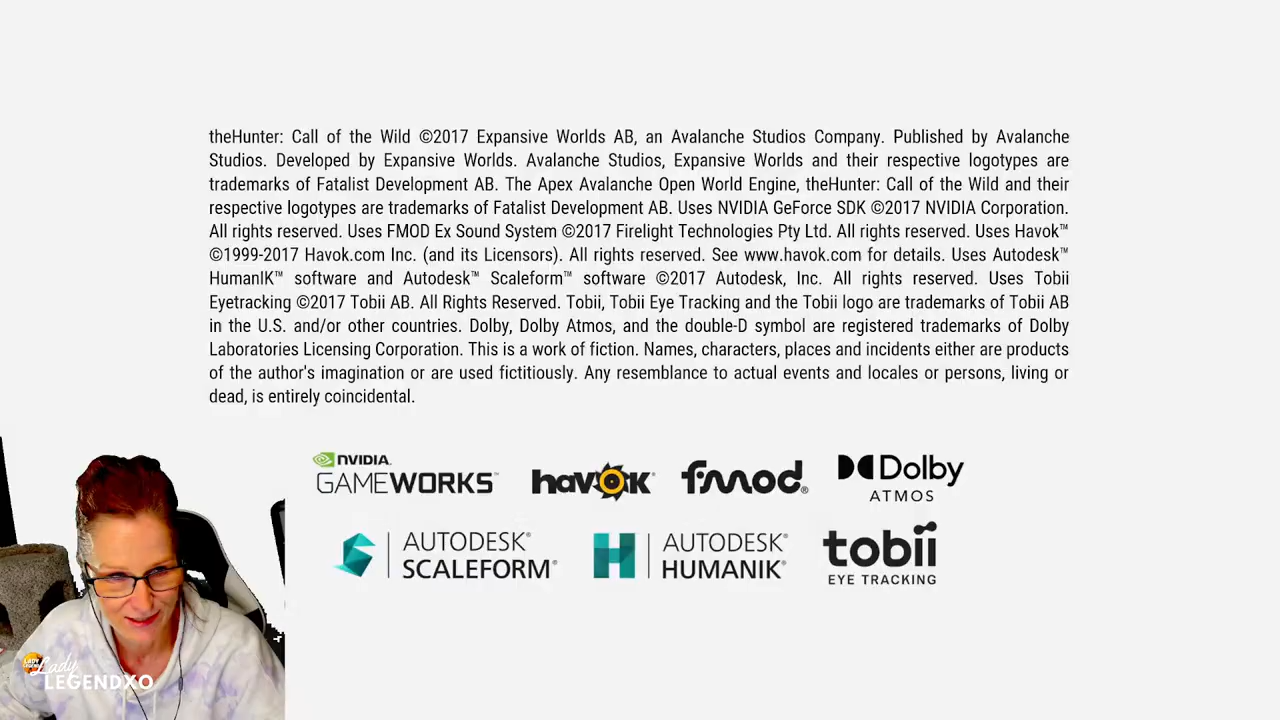 theHunter: Call of the Wild ©2017 Expansive Worlds AB, an Avalanche Studios Company. Published by Avalanche
Studios. Developed by Expansive Worlds. Avalanche Studios, Expansive Worlds and their respective logotypes are
trademarks of Fatalist Development AB. The Apex Avalanche Open World Engine, theHunter: Call of the Wild and their
respective logotypes are trademarks of Fatalist Development AB. Uses NVIDIA GeForce SDK ©2017 NVIDIA Corporation.
All rights reserved. Uses FMOD Ex Sound System ©2017 Firelight Technologies Pty Ltd. All rights reserved. Uses Havok™
©1999-2017 Havok.com Inc. (and its Licensors). All rights reserved. See www.havok.com for details. Uses Autodesk™
HumanIK™ software and Autodesk™ Scaleform™ software ©2017 Autodesk, Inc. All rights reserved. Uses Tobii
Eyetracking ©2017 Tobii AB. All Rights Reserved. Tobii, Tobii Eye Tracking and the Tobii logo are trademarks of Tobii AB
in the U.S. and/or other countries. Dolby, Dolby Atmos, and the double-D symbol are registered trademarks of Dolby
Laboratories Licensing Corporation. This is a work of fiction. Names, characters, places and incidents either are products
of the author's imagination or are used fictitiously. Any resemblance to actual events and locales or persons, living or
dead, is entirely coincidental.
NVIDIA.
GAMEWORKS™
havok®
fmod®
Dolby
ATMOS
AUTODESK®
SCALEFORM®
AUTODESK®
HUMANIK®
tobii
EYE TRACKING
Lady
LEGENDXO